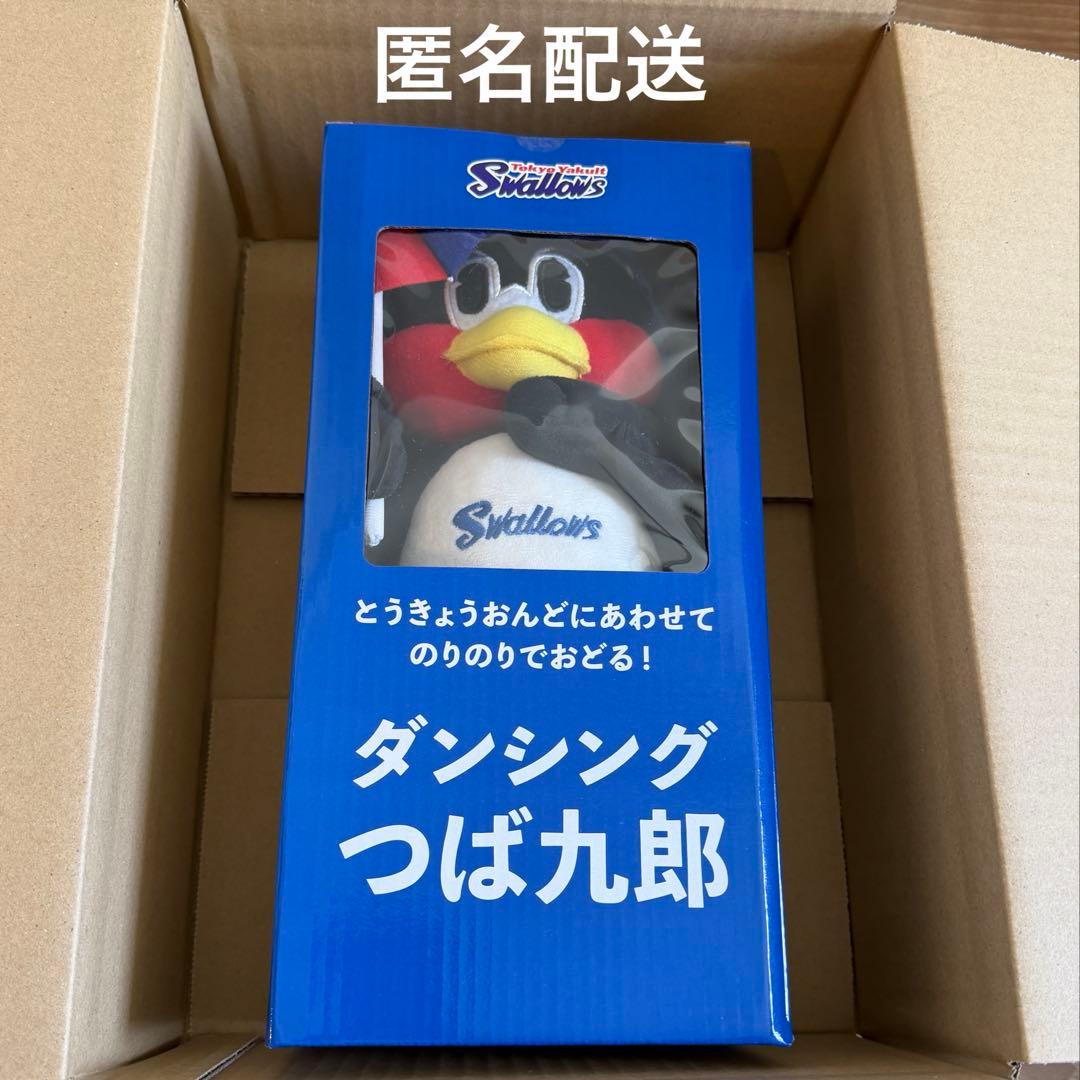 匿名配送
Tokyo Yakult
Swallows
Swallows
とうきょうおんどにあわせて
のりのりでおどる！
ダンシング
つば九郎